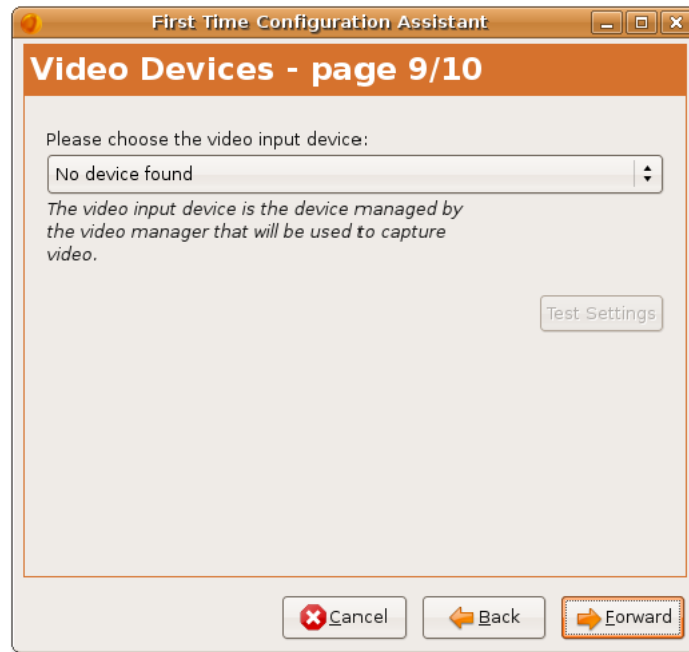 First Time Configuration Assistant
Video Devices - page 9/10
Please choose the video input device:
No device found
The video input device is the device managed by
the video manager that will be used to capture
video.
Test Settings
Cancel
Back
Forward